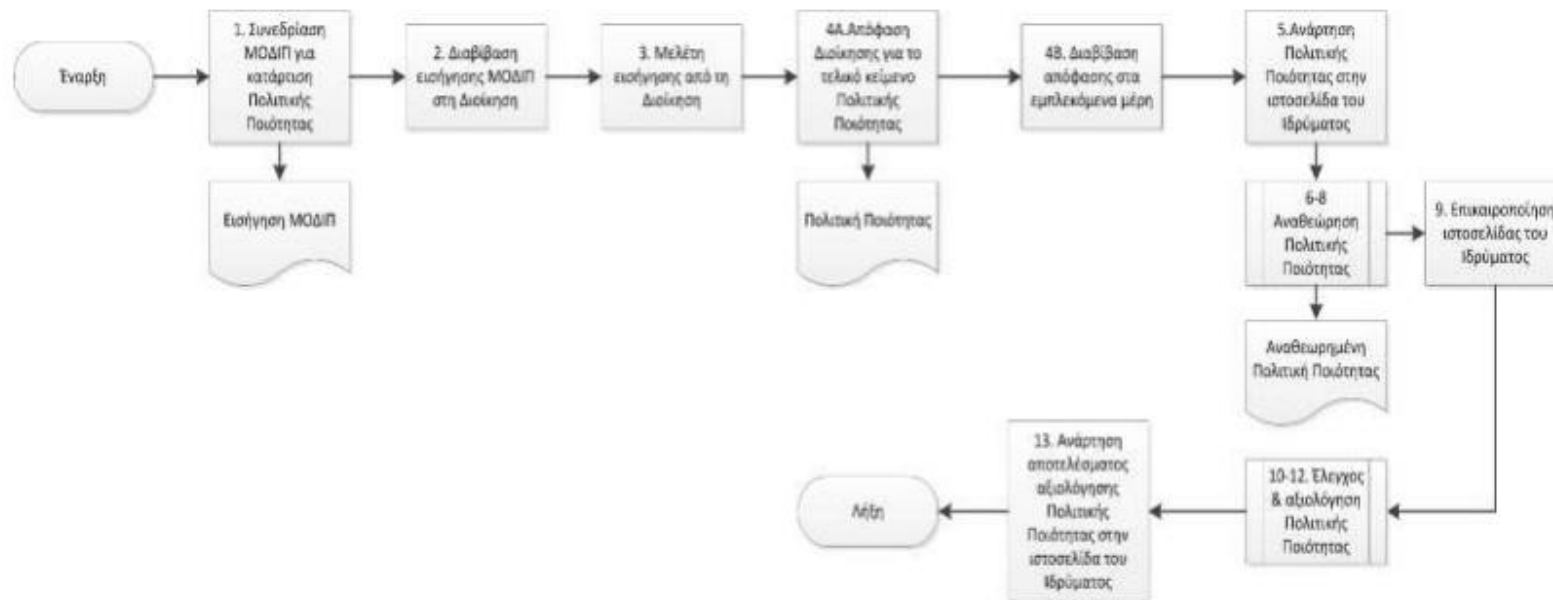 Έναρξη
1. Συνεδρίαση
ΜΟΔΙΠ για
κατάρτιση
Πολιτικής
Ποιότητας
2. Διαβίβαση
εισήγησης ΜΟΔΙΠ
στη Διοίκηση
3. Μελέτη
εισήγησης από τη
Διοίκηση
4Α.Απόφαση
Διοίκησης για το
τελικό κείμενο
Πολιτικής
Ποιότητας
4Β. Διαβίβαση
απόφασης στα
εμπλεκόμενα μέρη
5.Ανάρτηση
Πολιτικής
Ποιότητας στην
ιστοσελίδα του
Ιδρύματος
Εισήγηση ΜΟΔΙΠ
Πολιτική Ποιότητας
6-8
Αναθεώρηση
Πολιτικής
Ποιότητας
9. Επικαιροποίηση
ιστοσελίδας του
Ιδρύματος
Αναθεωρημένη
Πολιτική Ποιότητας
10-12. Έλεγχος
& αξιολόγηση
Πολιτικής
Ποιότητας
13. Ανάρτηση
αποτελέσματος
αξιολόγησης
Πολιτικής
Ποιότητας στην
ιστοσελίδα του
Ιδρύματος
Λήξη